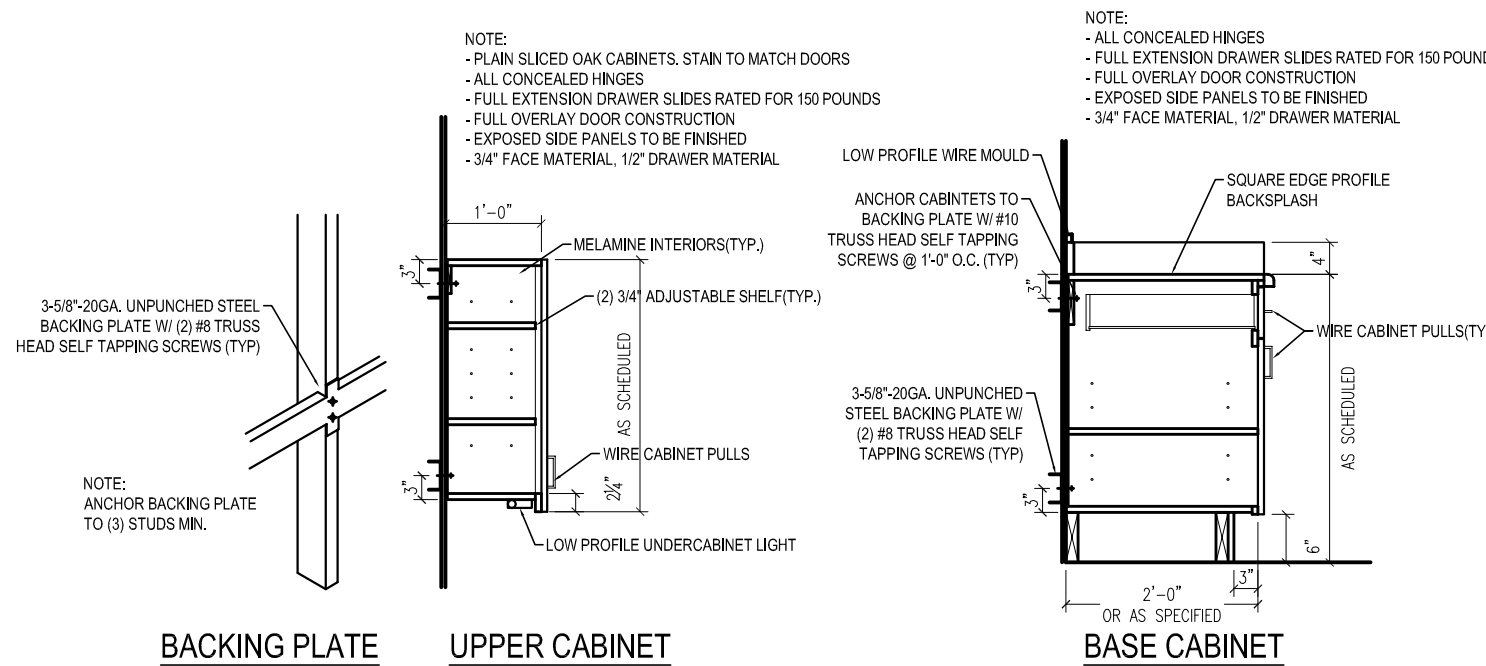 NOTE:
- PLAIN SLICED OAK CABINETS. STAIN TO MATCH DOORS
- ALL CONCEALED HINGES
- FULL EXTENSION DRAWER SLIDES RATED FOR 150 POUNDS
- FULL OVERLAY DOOR CONSTRUCTION
- EXPOSED SIDE PANELS TO BE FINISHED
- 3/4" FACE MATERIAL, 1/2" DRAWER MATERIAL
1'-0"
3"
MELAMINE INTERIORS(TYP.)
(2) 3/4" ADJUSTABLE SHELF(TYP.)
AS SCHEDULED
WIRE CABINET PULLS
3"
2¼"
LOW PROFILE UNDERCABINET LIGHT
3-5/8"-20GA. UNPUNCHED STEEL
BACKING PLATE W/ (2) #8 TRUSS
HEAD SELF TAPPING SCREWS (TYP)
NOTE:
ANCHOR BACKING PLATE
TO (3) STUDS MIN.
BACKING PLATE
UPPER CABINET
NOTE:
- ALL CONCEALED HINGES
- FULL EXTENSION DRAWER SLIDES RATED FOR 150 POUND
- FULL OVERLAY DOOR CONSTRUCTION
- EXPOSED SIDE PANELS TO BE FINISHED
- 3/4" FACE MATERIAL, 1/2" DRAWER MATERIAL
LOW PROFILE WIRE MOULD
ANCHOR CABINTETS TO
BACKING PLATE W/ #10
TRUSS HEAD SELF TAPPING
SCREWS @ 1'-0" O.C. (TYP)
SQUARE EDGE PROFILE
BACKSPLASH
4"
3"
WIRE CABINET PULLS(TY
3-5/8"-20GA. UNPUNCHED
STEEL BACKING PLATE W/
(2) #8 TRUSS HEAD SELF
TAPPING SCREWS (TYP)
AS SCHEDULED
3"
6"
3"
2'-0"
OR AS SPECIFIED
BASE CABINET